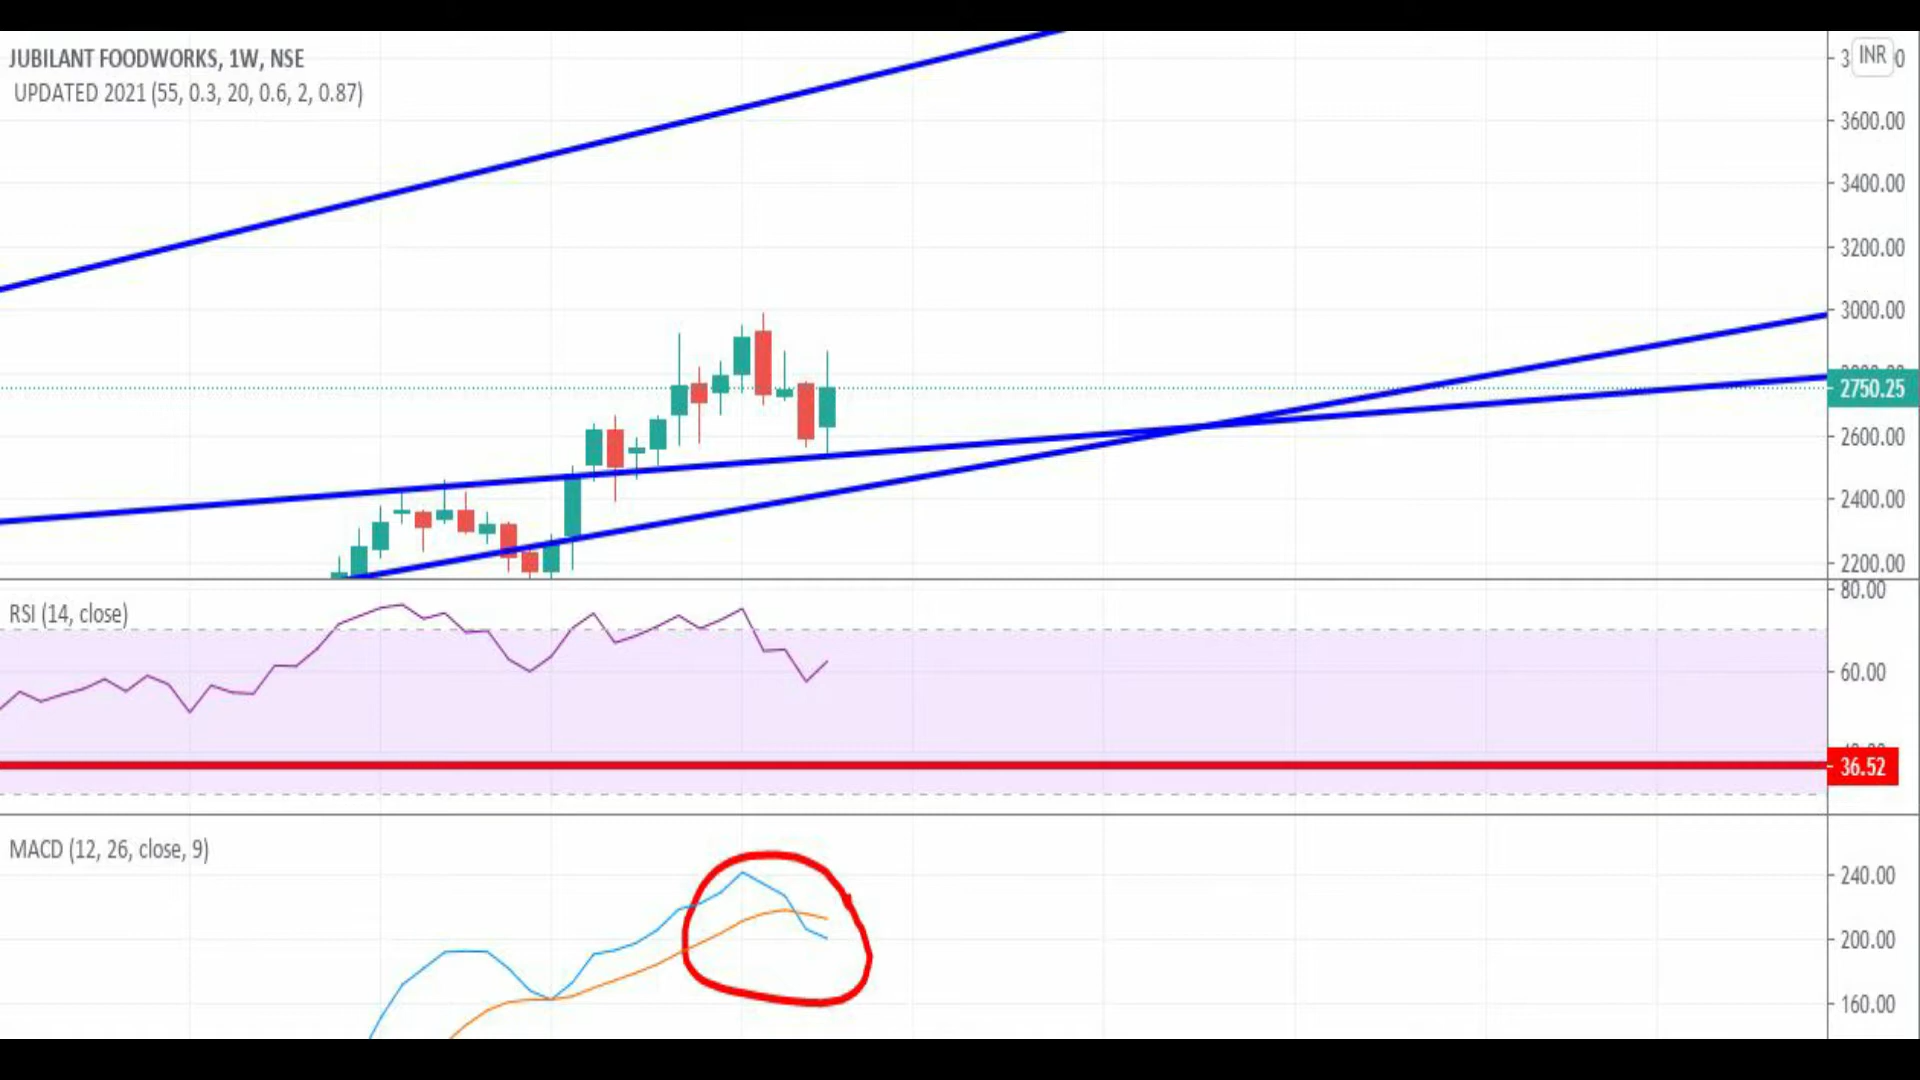 JUBILANT FOODWORKS, 1W, NSE
UPDATED 2021 (55, 0.3, 20, 0.6, 2, 0.87)
INR
3600.00
3400.00
3200.00
3000.00
2750.25
2600.00
2400.00
2200.00
RSI (14, close)
80.00
60.00
36.52
MACD (12, 26, close, 9)
240.00
200.00
160.00